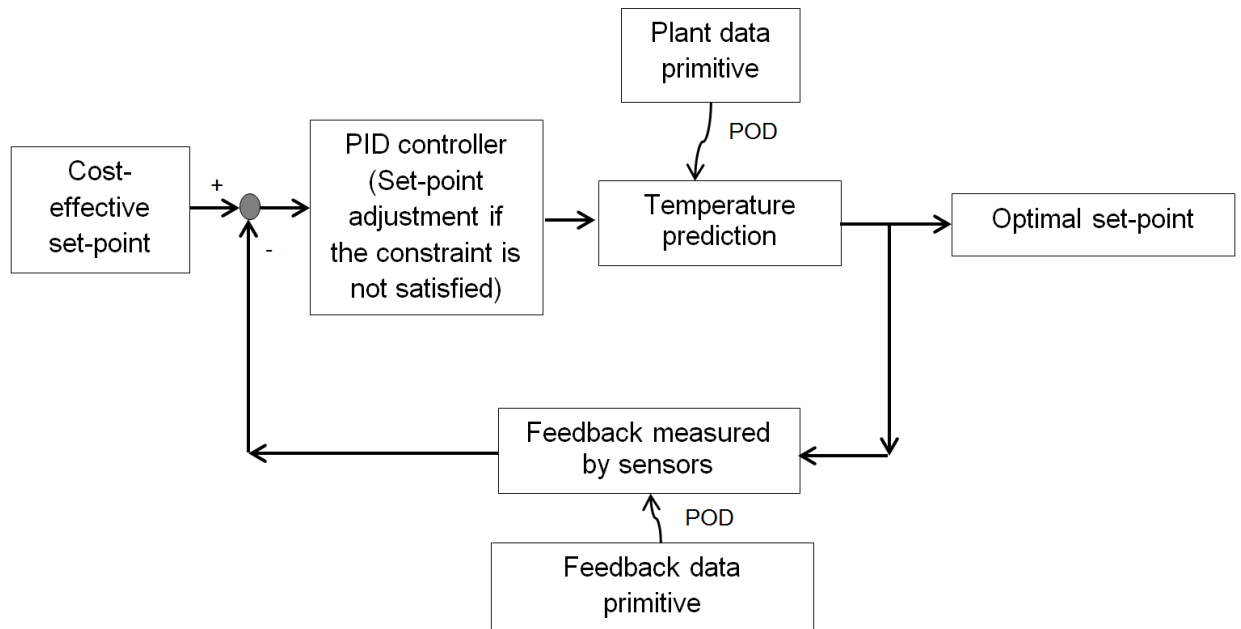 Plant data
primitive
POD
Cost-
effective
set-point
+
-
PID controller
(Set-point
adjustment if
the constraint is
not satisfied)
Temperature
prediction
Optimal set-point
Feedback measured
by sensors
POD
Feedback data
primitive